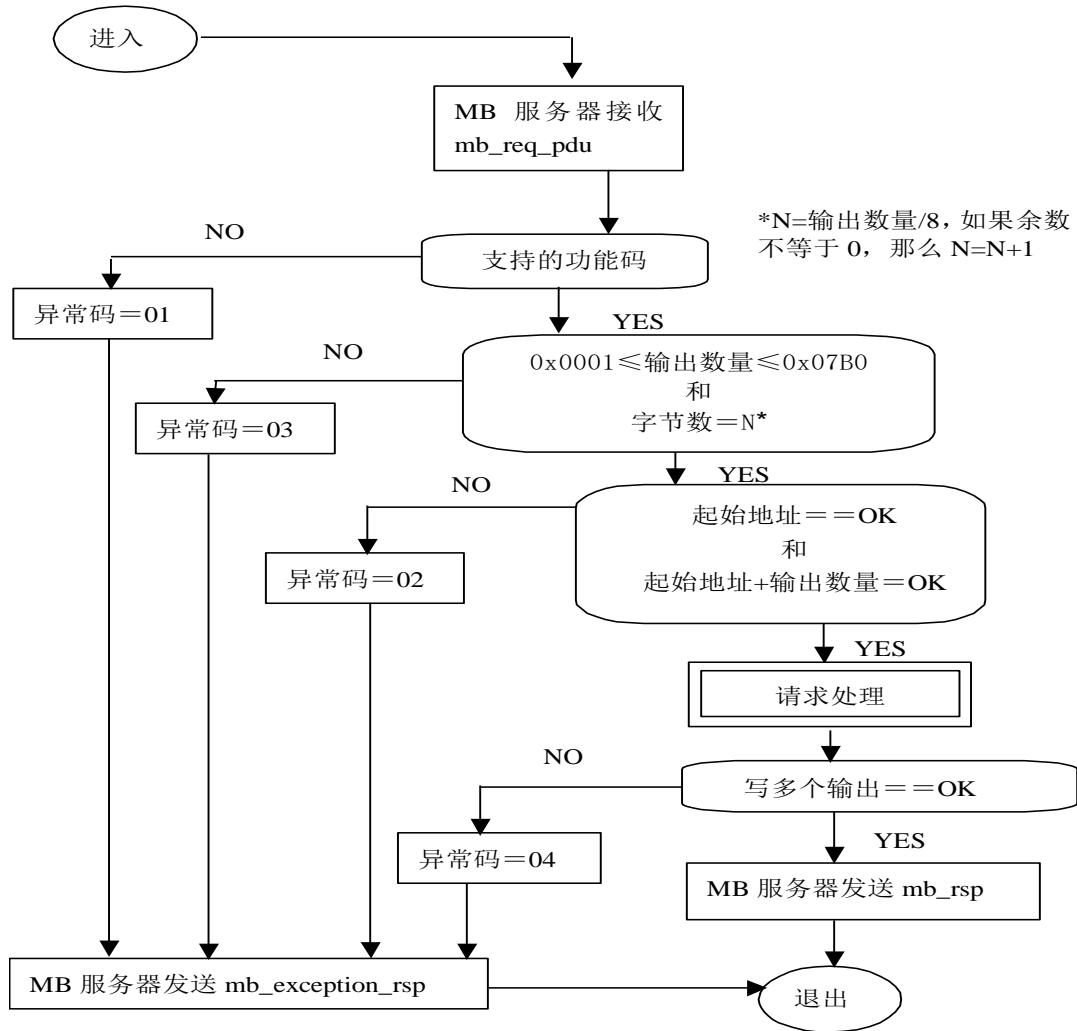 进入
MB 服务器接收
mb_req_pdu
*N=输出数量/8，如果余数
不等于 0， 那么 N=N+1
NO
支持的功能码
异常码＝01
YES
NO
0x0001≤输出数量≤0x07B0
和
字节数＝N*
异常码＝03
YES
NO
起始地址＝＝OK
和
起始地址+输出数量＝OK
异常码＝02
YES
请求处理
NO
写多个输出＝＝OK
YES
异常码＝04
MB 服务器发送 mb_rsp
MB 服务器发送 mb_exception_rsp
退出